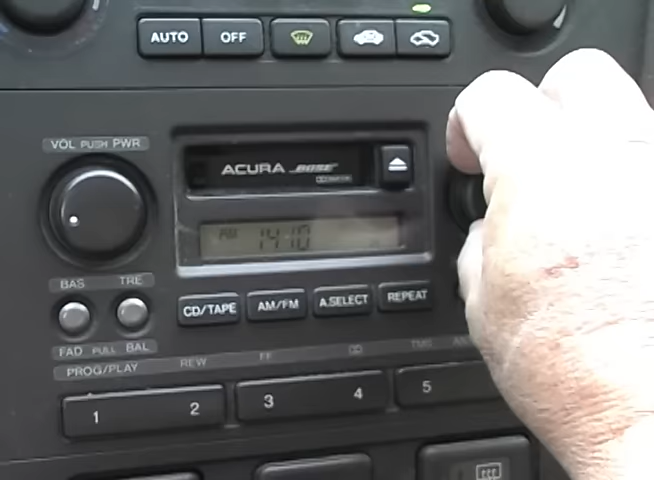 AUTO OFF
VOL PUSH PWR
ACURA BOSE
AM 1410
BAS TRE
CD/TAPE AM/FM A.SELECT REPEAT
FAD PULL BAL
PROG/PLAY REW FF TMS
1 2 3 4 5